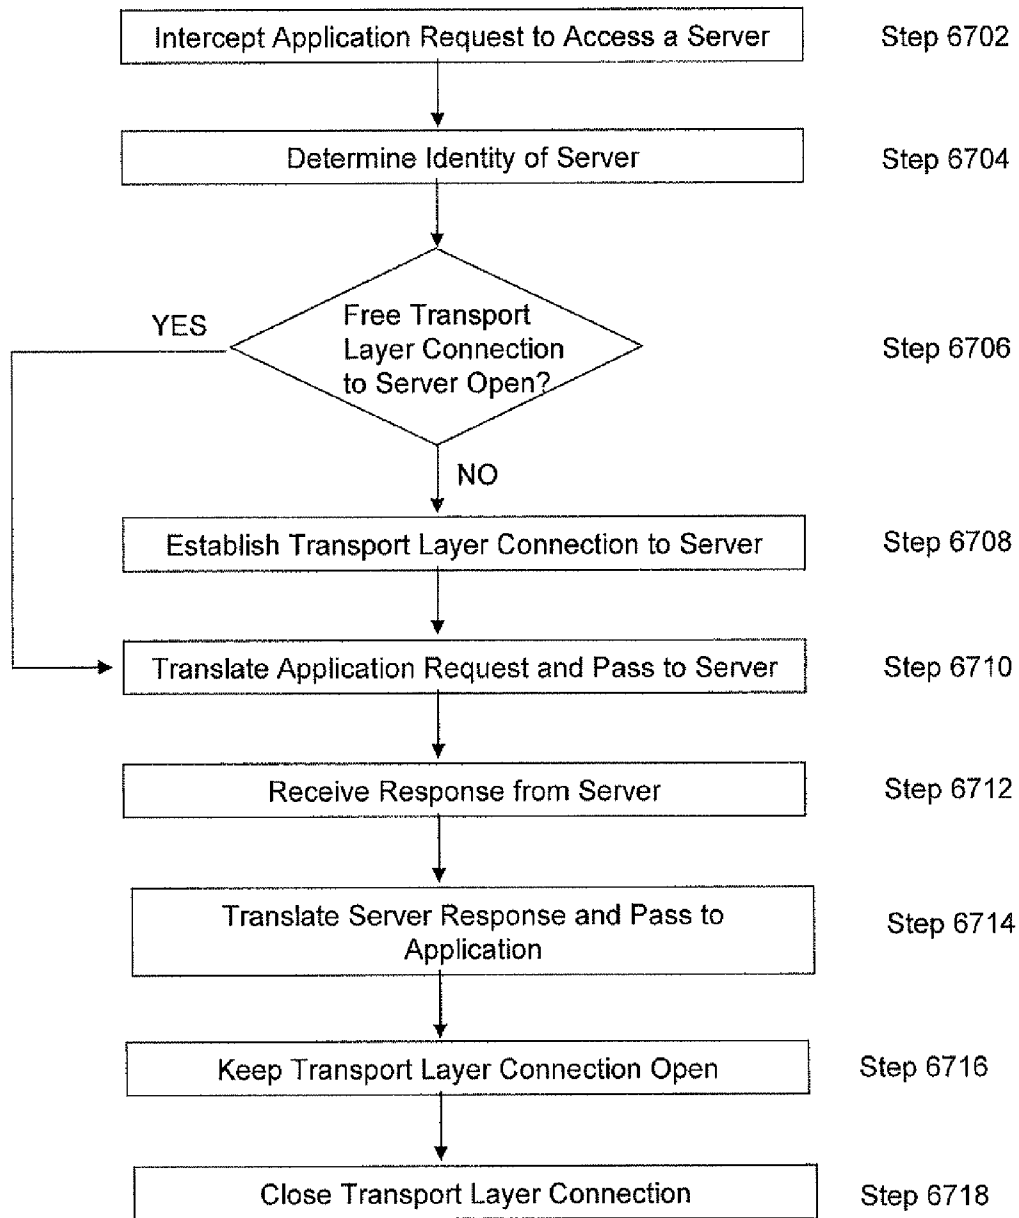 Intercept Application Request to Access a Server
Step 6702
Determine Identity of Server
Step 6704
YES
Free Transport
Layer Connection
to Server Open?
Step 6706
NO
Establish Transport Layer Connection to Server
Step 6708
Translate Application Request and Pass to Server
Step 6710
Receive Response from Server
Step 6712
Translate Server Response and Pass to
Application
Step 6714
Keep Transport Layer Connection Open
Step 6716
Close Transport Layer Connection
Step 6718